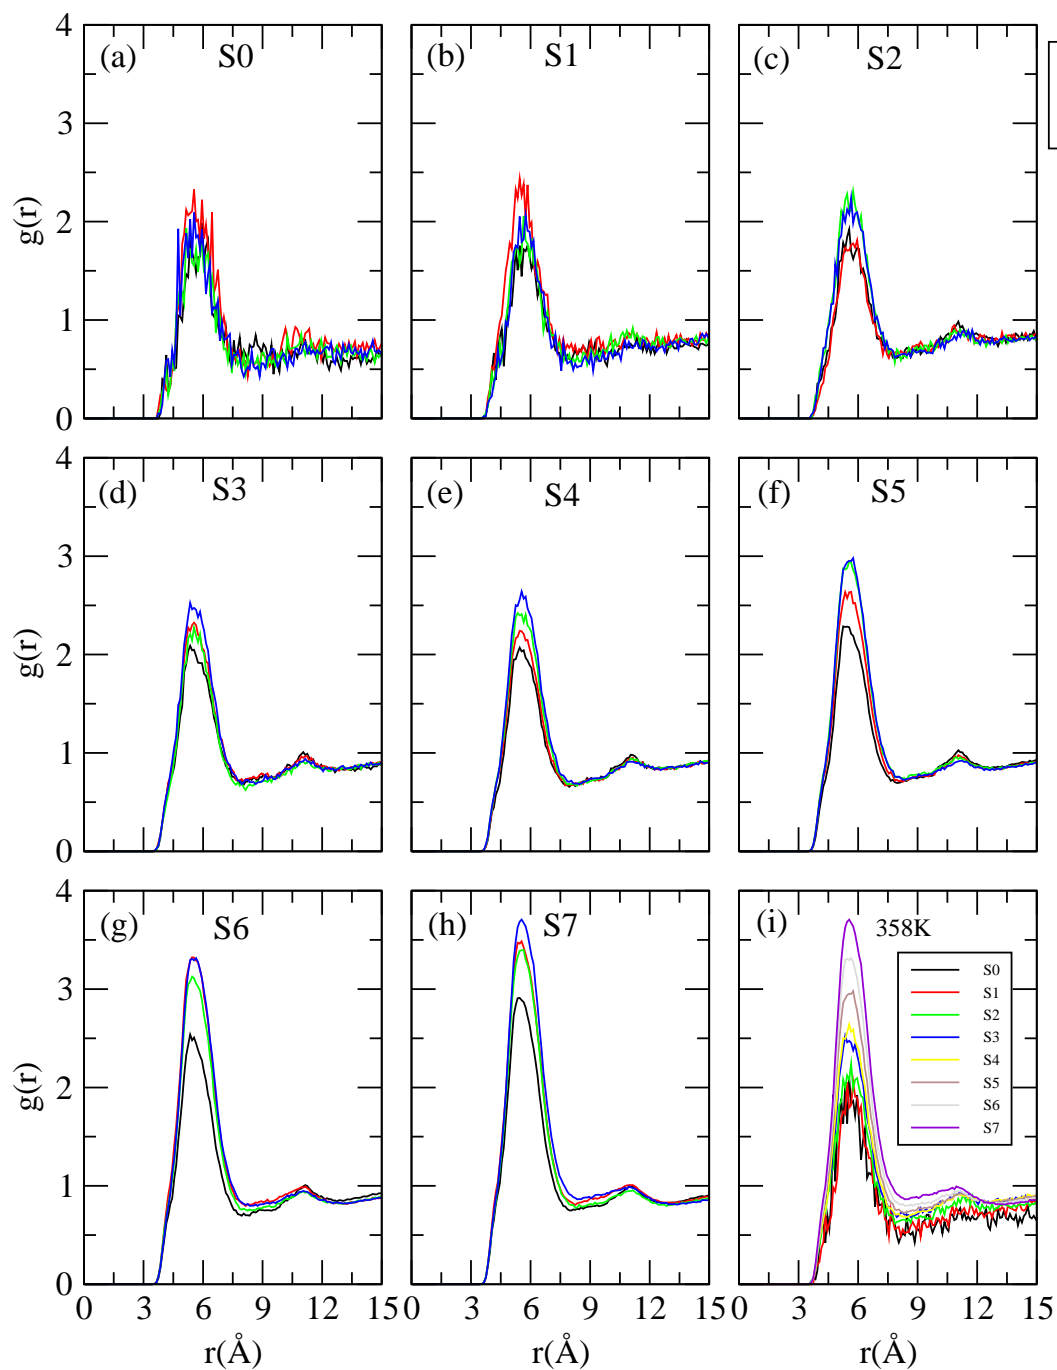 4
(a)
S0
(b)
S1
(c)
S2
3
g(r)
2
1
0
4
(d)
S3
(e)
S4
(f)
S5
3
g(r)
2
1
0
4
(g)
S6
(h)
S7
(i)
358K
S0
S1
S2
S3
S4
S5
S6
S7
3
g(r)
2
1
0
0 3 6 9 12 15
0 3 6 9 12 15
0 3 6 9 12 15
r(Å)
r(Å)
r(Å)